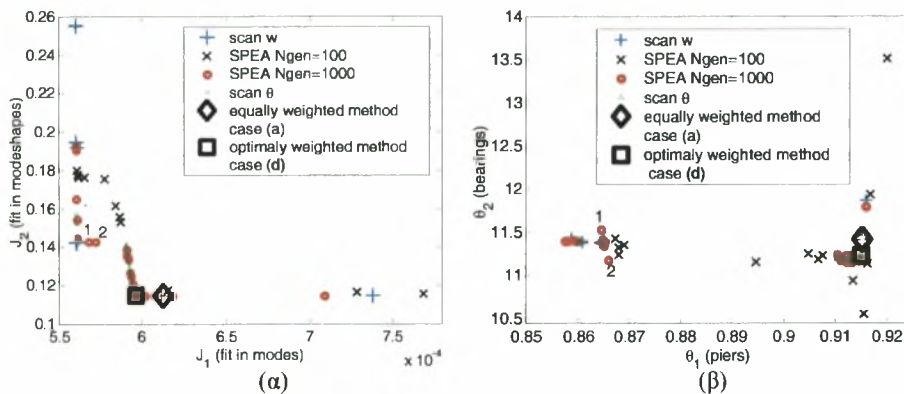 0.26
0.24
0.22
0.2
0.18
0.16
0.14
0.12
0.1
J2 (fit in modeshapes)
scan w
SPEA Ngen=100
SPEA Ngen=1000
scan θ
equally weighted method
case (a)
optimaly weighted method
case (d)
1 2
5.5 6 6.5 7 7.5 8
J1 (fit in modes)
x 10⁻⁴
(α)
14
13.5
13
12.5
12
11.5
11
10.5
θ2 (bearings)
scan w
SPEA Ngen=100
SPEA Ngen=1000
scan θ
equally weighted method
case (a)
optimaly weighted method
case (d)
1
2
0.85 0.86 0.87 0.88 0.89 0.9 0.91 0.92
θ1 (piers)
(β)